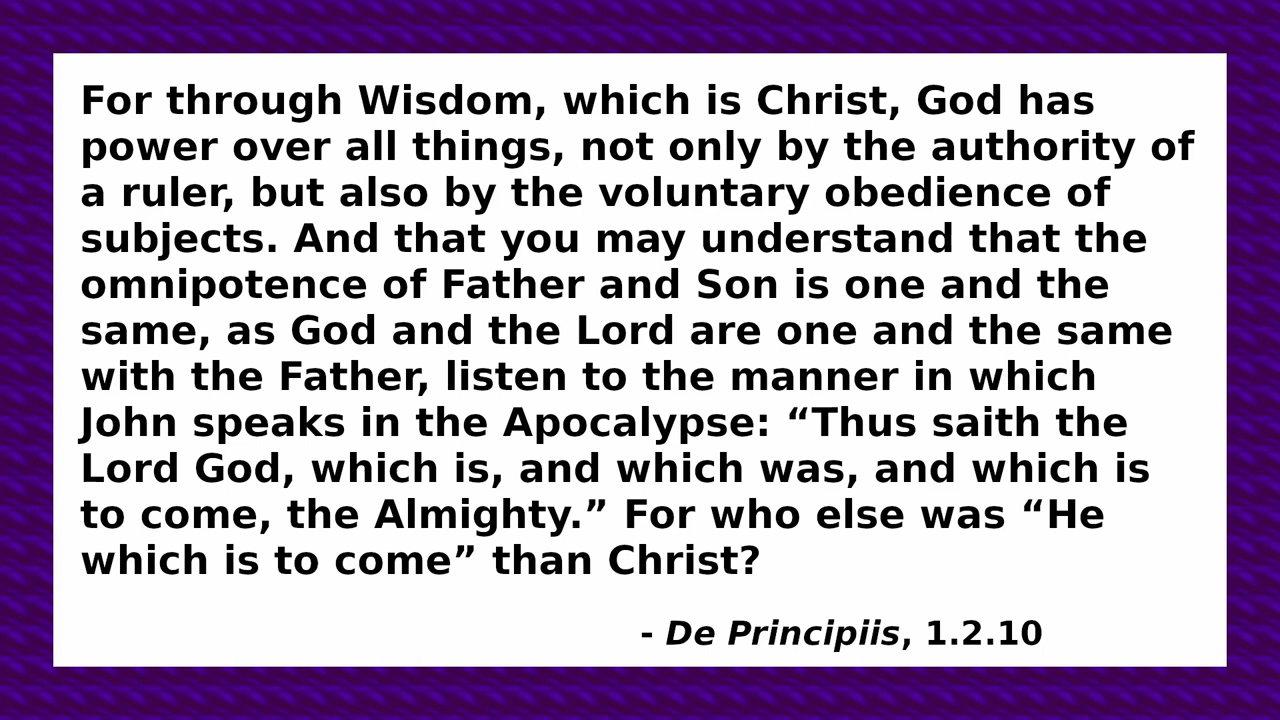 For through Wisdom, which is Christ, God has
power over all things, not only by the authority of
a ruler, but also by the voluntary obedience of
subjects. And that you may understand that the
omnipotence of Father and Son is one and the
same, as God and the Lord are one and the same
with the Father, listen to the manner in which
John speaks in the Apocalypse: “Thus saith the
Lord God, which is, and which was, and which is
to come, the Almighty.” For who else was “He
which is to come” than Christ?
- De Principiis, 1.2.10